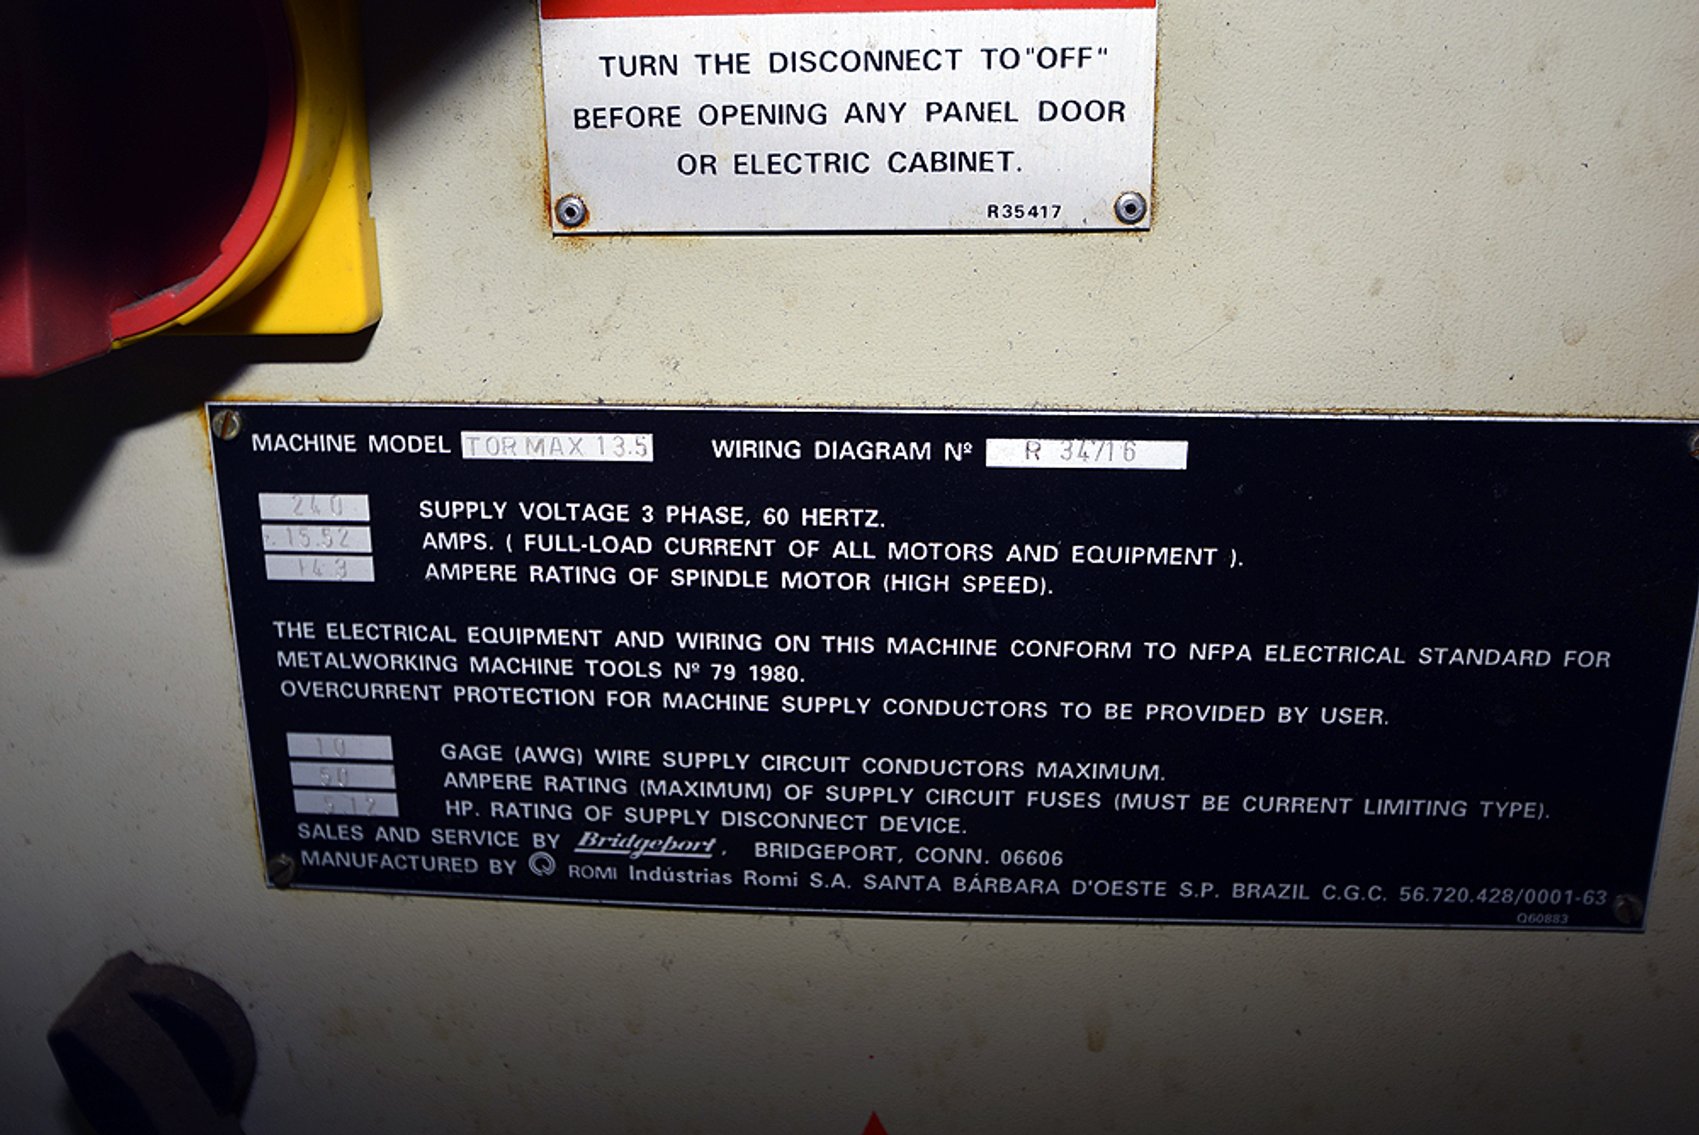 TURN THE DISCONNECT TO "OFF"
BEFORE OPENING ANY PANEL DOOR
OR ELECTRIC CABINET.
R35417
MACHINE MODEL TORMAX 13.5 WIRING DIAGRAM Nº R 34716
240 SUPPLY VOLTAGE 3 PHASE, 60 HERTZ.
15.52 AMPS. ( FULL-LOAD CURRENT OF ALL MOTORS AND EQUIPMENT ).
AMPERE RATING OF SPINDLE MOTOR (HIGH SPEED).
THE ELECTRICAL EQUIPMENT AND WIRING ON THIS MACHINE CONFORM TO NFPA ELECTRICAL STANDARD FOR
METALWORKING MACHINE TOOLS Nº 79 1980.
OVERCURRENT PROTECTION FOR MACHINE SUPPLY CONDUCTORS TO BE PROVIDED BY USER.
10 GAGE (AWG) WIRE SUPPLY CIRCUIT CONDUCTORS MAXIMUM.
AMPERE RATING (MAXIMUM) OF SUPPLY CIRCUIT FUSES (MUST BE CURRENT LIMITING TYPE).
HP. RATING OF SUPPLY DISCONNECT DEVICE.
SALES AND SERVICE BY Bridgeport, BRIDGEPORT, CONN. 06606
MANUFACTURED BY ROMI Indústrias Romi S.A. SANTA BÁRBARA D'OESTE S.P. BRAZIL C.G.C. 56.720.428/0001-63
Q60883